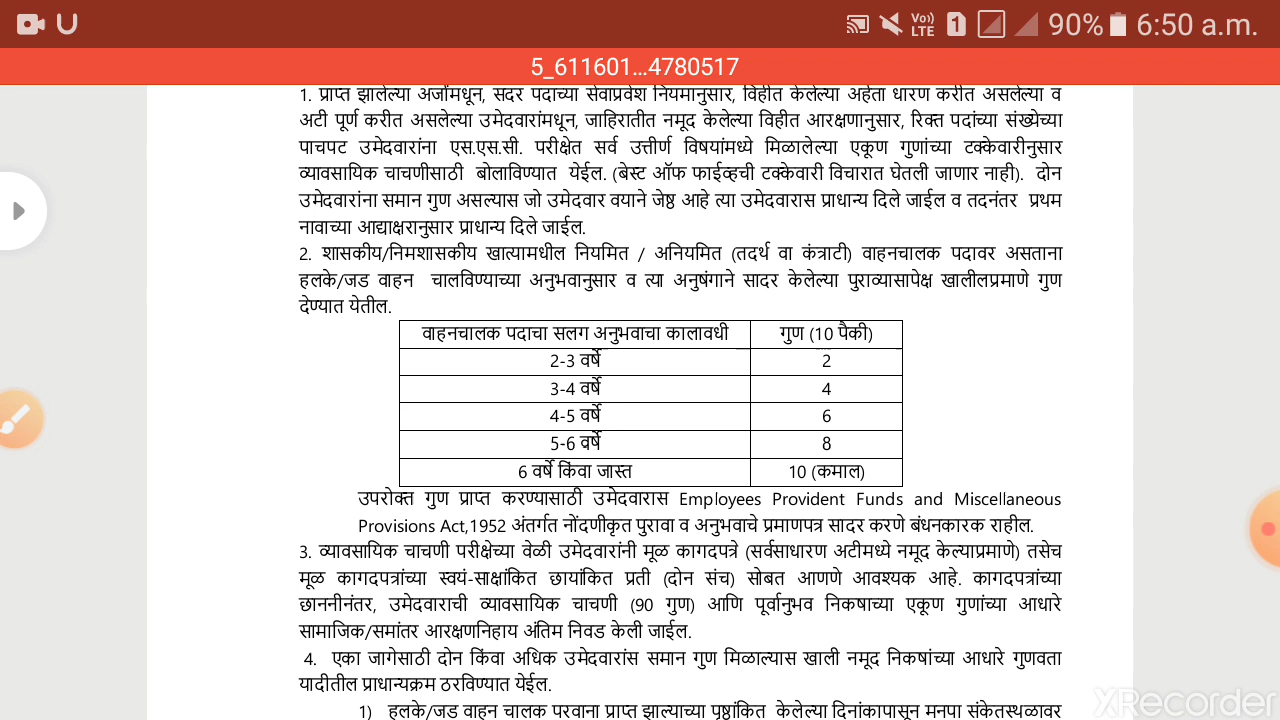 Vo))
LTE 1 90% 6:50 a.m.
5_611601...4780517
1. प्राप्त झालेल्या अर्जांमधून, सदर पदाच्या सेवाप्रवेश नियमानुसार, विहीत केलेल्या अर्हता धारण करीत असलेल्या व
अटी पूर्ण करीत असलेल्या उमेदवारांमधून, जाहिरातीत नमूद केलेल्या विहीत आरक्षणानुसार, रिक्त पदांच्या संख्येच्या
पाचपट उमेदवारांना एस.एस.सी. परीक्षेत सर्व उत्तीर्ण विषयांमध्ये मिळालेल्या एकूण गुणांच्या टक्केवारीनुसार
व्यावसायिक चाचणीसाठी बोलाविण्यात येईल. (बेस्ट ऑफ फाईव्हची टक्केवारी विचारात घेतली जाणार नाही). दोन
उमेदवारांना समान गुण असल्यास जो उमेदवार वयाने जेष्ठ आहे त्या उमेदवारास प्राधान्य दिले जाईल व तदनंतर प्रथम
नावाच्या आद्याक्षरानुसार प्राधान्य दिले जाईल.
2. शासकीय/निमशासकीय खात्यामधील नियमित / अनियमित (तदर्थ वा कंत्राटी) वाहनचालक पदावर असताना
हलके/जड वाहन चालविण्याच्या अनुभवानुसार व त्या अनुषंगाने सादर केलेल्या पुराव्यासापेक्ष खालीलप्रमाणे गुण
देण्यात येतील.
वाहनचालक पदाचा सलग अनुभवाचा कालावधी गुण (10 पैकी)
2-3 वर्षे 2
3-4 वर्षे 4
4-5 वर्षे 6
5-6 वर्षे 8
6 वर्षे किंवा जास्त 10 (कमाल)
उपरोक्त गुण प्राप्त करण्यासाठी उमेदवारास Employees Provident Funds and Miscellaneous
Provisions Act,1952 अंतर्गत नोंदणीकृत पुरावा व अनुभवाचे प्रमाणपत्र सादर करणे बंधनकारक राहील.
3. व्यावसायिक चाचणी परीक्षेच्या वेळी उमेदवारांनी मूळ कागदपत्रे (सर्वसाधारण अटीमध्ये नमूद केल्याप्रमाणे) तसेच
मूळ कागदपत्रांच्या स्वयं-साक्षांकित छायांकित प्रती (दोन संच) सोबत आणणे आवश्यक आहे. कागदपत्रांच्या
छाननीनंतर, उमेदवाराची व्यावसायिक चाचणी (90 गुण) आणि पूर्वानुभव निकषाच्या एकूण गुणांच्या आधारे
सामाजिक/समांतर आरक्षणनिहाय अंतिम निवड केली जाईल.
4. एका जागेसाठी दोन किंवा अधिक उमेदवारांस समान गुण मिळाल्यास खाली नमूद निकषांच्या आधारे गुणवता
यादीतील प्राधान्यक्रम ठरविण्यात येईल.
1) हलके/जड वाहन चालक परवाना प्राप्त झाल्याच्या पृष्ठांकित केलेल्या दिनांकापासून मनपा संकेतस्थळावर
XRecorder